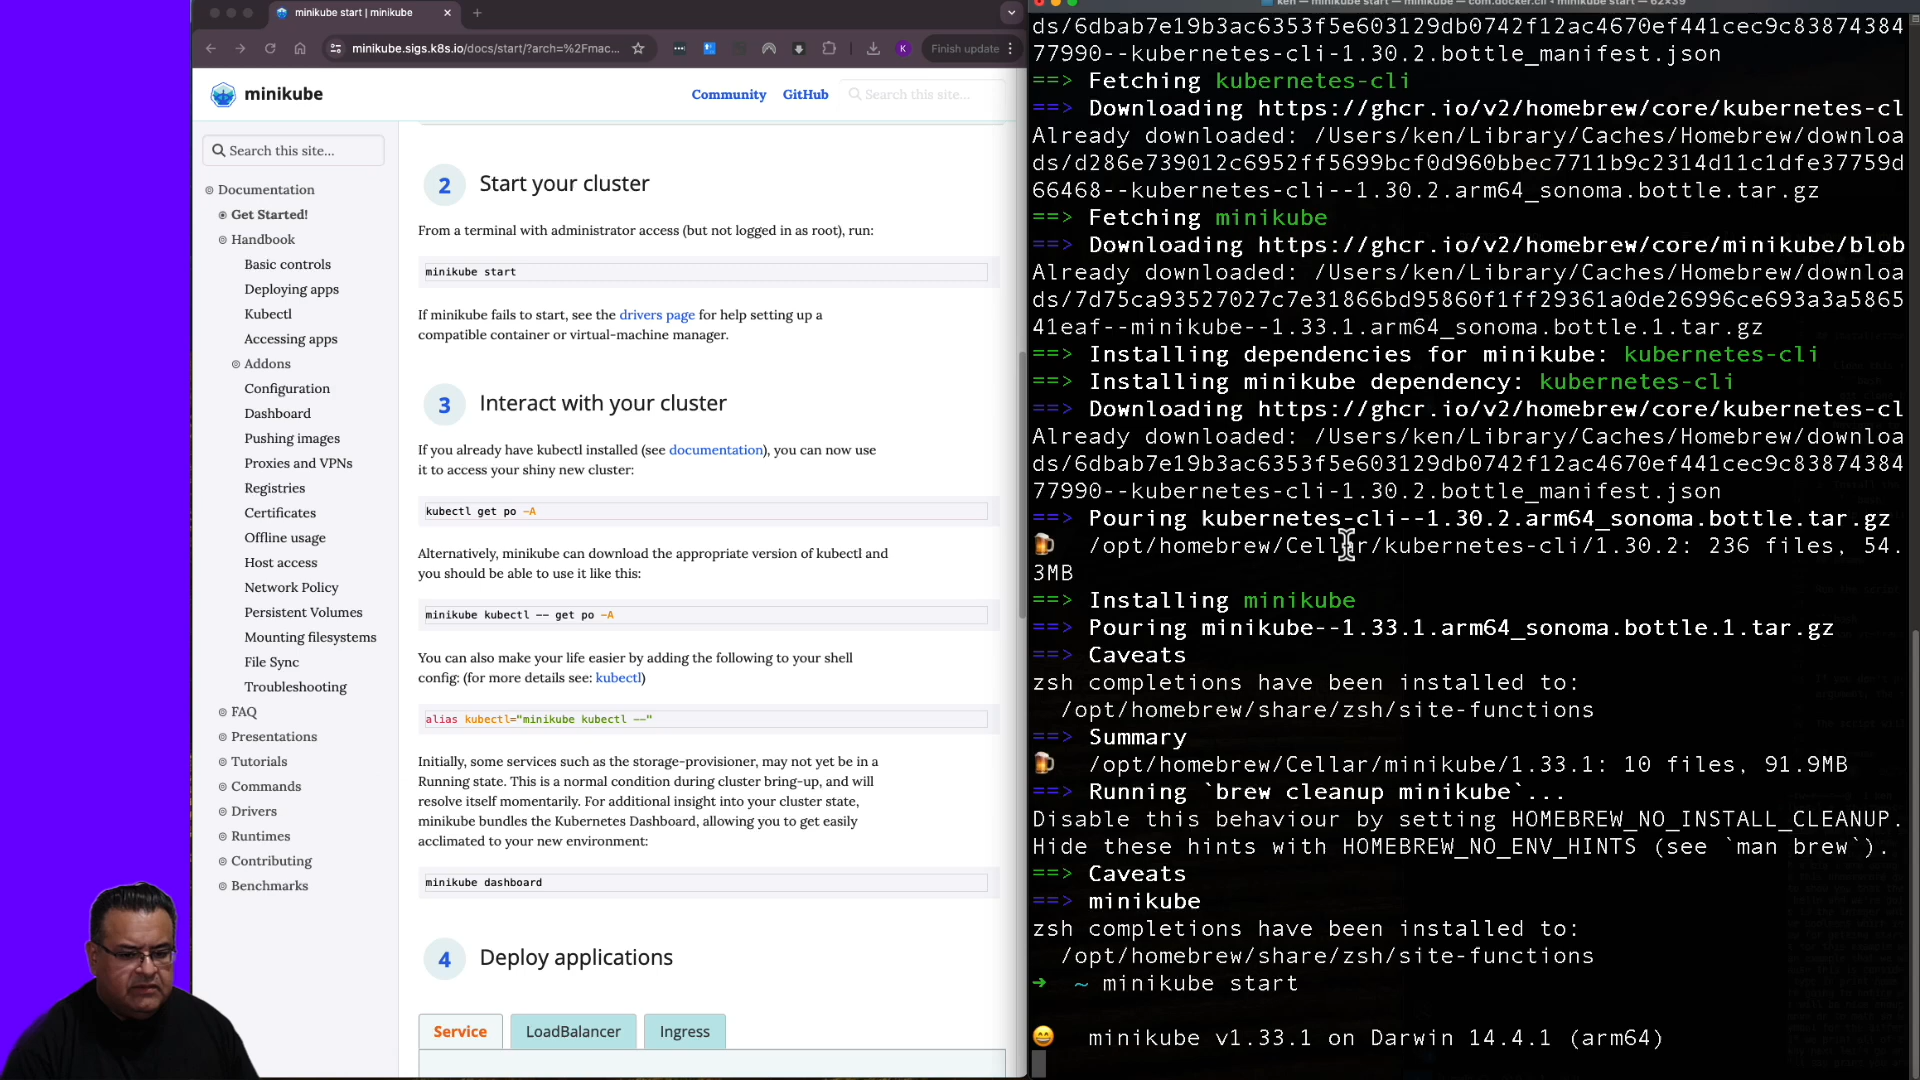 minikube start | minikube
minikube.sigs.k8s.io/docs/start/?arch=%2Fmac...
K
Finish update
minikube
Community
GitHub
Search this site...
Search this site...
Documentation
Get Started!
Handbook
Basic controls
Deploying apps
Kubectl
Accessing apps
Addons
Configuration
Dashboard
Pushing images
Proxies and VPNs
Registries
Certificates
Offline usage
Host access
Network Policy
Persistent Volumes
Mounting filesystems
File Sync
Troubleshooting
FAQ
Presentations
Tutorials
Commands
Drivers
Runtimes
Contributing
Benchmarks
2 Start your cluster
From a terminal with administrator access (but not logged in as root), run:
minikube start
If minikube fails to start, see the drivers page for help setting up a
compatible container or virtual-machine manager.
3 Interact with your cluster
If you already have kubectl installed (see documentation), you can now use
it to access your shiny new cluster:
kubectl get po -A
Alternatively, minikube can download the appropriate version of kubectl and
you should be able to use it like this:
minikube kubectl -- get po -A
You can also make your life easier by adding the following to your shell
config: (for more details see: kubectl)
alias kubectl="minikube kubectl --"
Initially, some services such as the storage-provisioner, may not yet be in a
Running state. This is a normal condition during cluster bring-up, and will
resolve itself momentarily. For additional insight into your cluster state,
minikube bundles the Kubernetes Dashboard, allowing you to get easily
acclimated to your new environment:
minikube dashboard
4 Deploy applications
Service
LoadBalancer
Ingress
ken — minikube start — minikube — com.docker.cli • minikube start — 62×39
ds/6dbab7e19b3ac6353f5e603129db0742f12ac4670ef441cec9c83874384
77990--kubernetes-cli-1.30.2.bottle_manifest.json
==> Fetching kubernetes-cli
==> Downloading https://ghcr.io/v2/homebrew/core/kubernetes-cl
Already downloaded: /Users/ken/Library/Caches/Homebrew/downloa
ds/d286e739012c6952ff5699bcf0d960bbec7711b9c2314d11c1dfe37759d
66468--kubernetes-cli--1.30.2.arm64_sonoma.bottle.tar.gz
==> Fetching minikube
==> Downloading https://ghcr.io/v2/homebrew/core/minikube/blob
Already downloaded: /Users/ken/Library/Caches/Homebrew/downloa
ds/7d75ca93527027c7e31866bd95860f1ff29361a0de26996ce693a3a5865
41eaf--minikube--1.33.1.arm64_sonoma.bottle.1.tar.gz
==> Installing dependencies for minikube: kubernetes-cli
==> Installing minikube dependency: kubernetes-cli
==> Downloading https://ghcr.io/v2/homebrew/core/kubernetes-cl
Already downloaded: /Users/ken/Library/Caches/Homebrew/downloa
ds/6dbab7e19b3ac6353f5e603129db0742f12ac4670ef441cec9c83874384
77990--kubernetes-cli-1.30.2.bottle_manifest.json
==> Pouring kubernetes-cli--1.30.2.arm64_sonoma.bottle.tar.gz
🍺 /opt/homebrew/Cellar/kubernetes-cli/1.30.2: 236 files, 54.
3MB
==> Installing minikube
==> Pouring minikube--1.33.1.arm64_sonoma.bottle.1.tar.gz
==> Caveats
zsh completions have been installed to:
/opt/homebrew/share/zsh/site-functions
==> Summary
🍺 /opt/homebrew/Cellar/minikube/1.33.1: 10 files, 91.9MB
==> Running `brew cleanup minikube`...
Disable this behaviour by setting HOMEBREW_NO_INSTALL_CLEANUP.
Hide these hints with HOMEBREW_NO_ENV_HINTS (see `man brew`).
==> Caveats
==> minikube
zsh completions have been installed to:
/opt/homebrew/share/zsh/site-functions
➜ ~ minikube start
😄 minikube v1.33.1 on Darwin 14.4.1 (arm64)